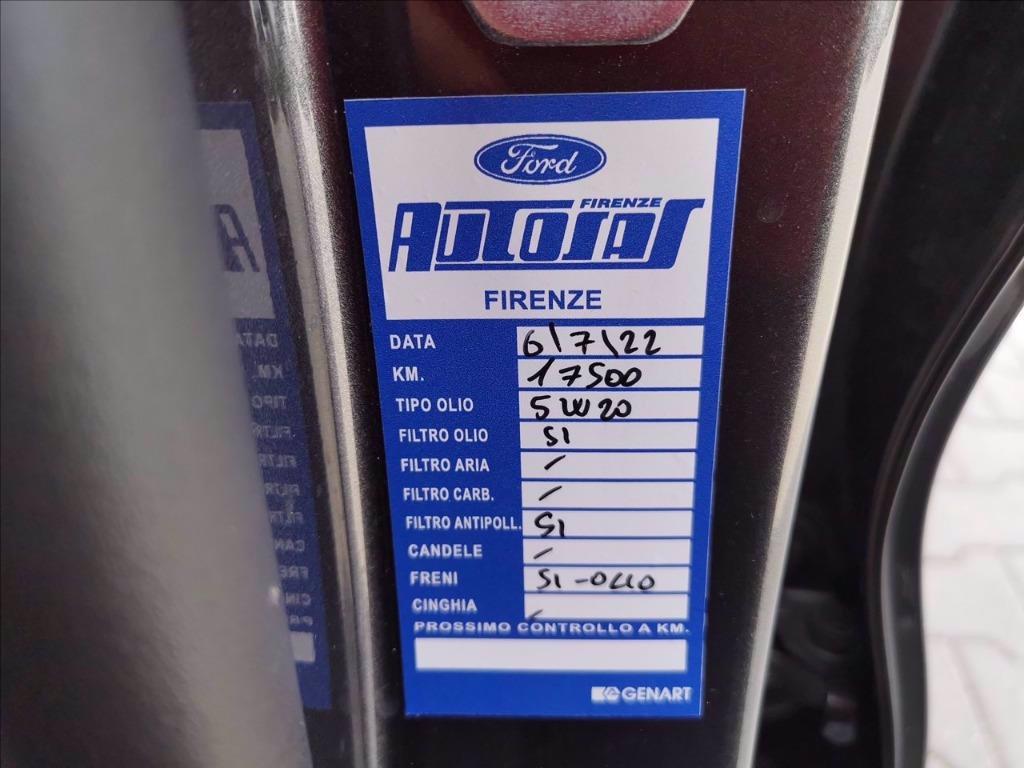 Ford
FIRENZE
AUTOSAS
FIRENZE
DATA 6/7/22
KM. 17500
TIPO OLIO 5W20
FILTRO OLIO SI
FILTRO ARIA /
FILTRO CARB. /
FILTRO ANTIPOLL. SI
CANDELE /
FRENI SI-OLIO
CINGHIA /
PROSSIMO CONTROLLO A KM.
GENART